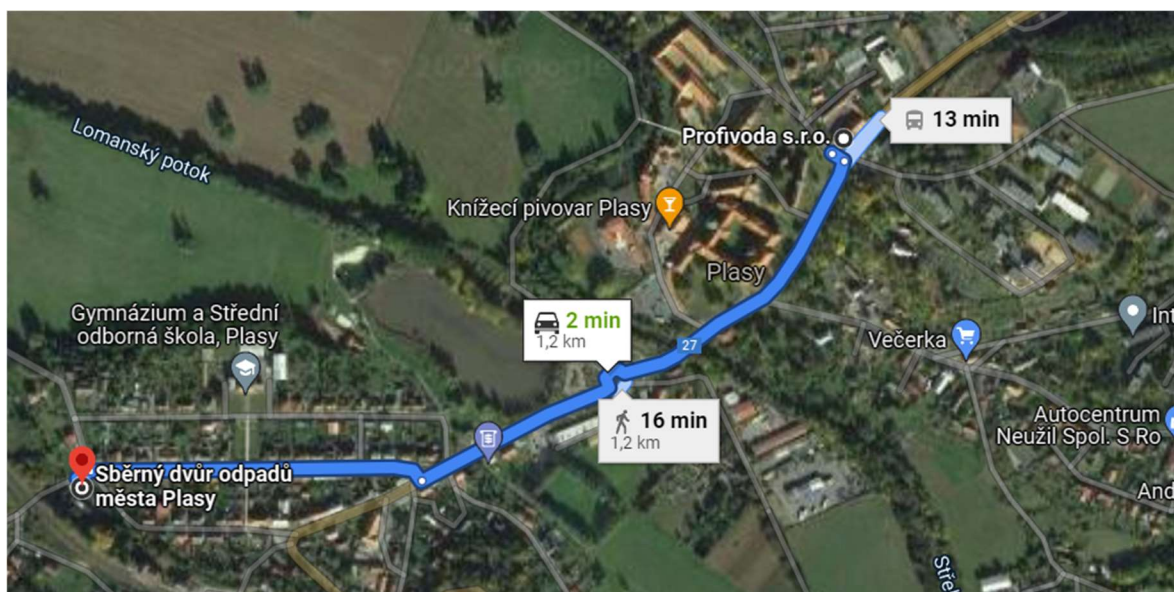 13 min
Profivoda s.r.o.
Lomanský potok
Knížecí pivovar Plasy
Plasy
Gymnázium a Střední
odborná škola, Plasy
2 min
1,2 km
27
Večerka
Int
16 min
1,2 km
Autocentrum
Neužil Spol. S Ro
Sběrný dvůr odpadů
města Plasy
And
Střel